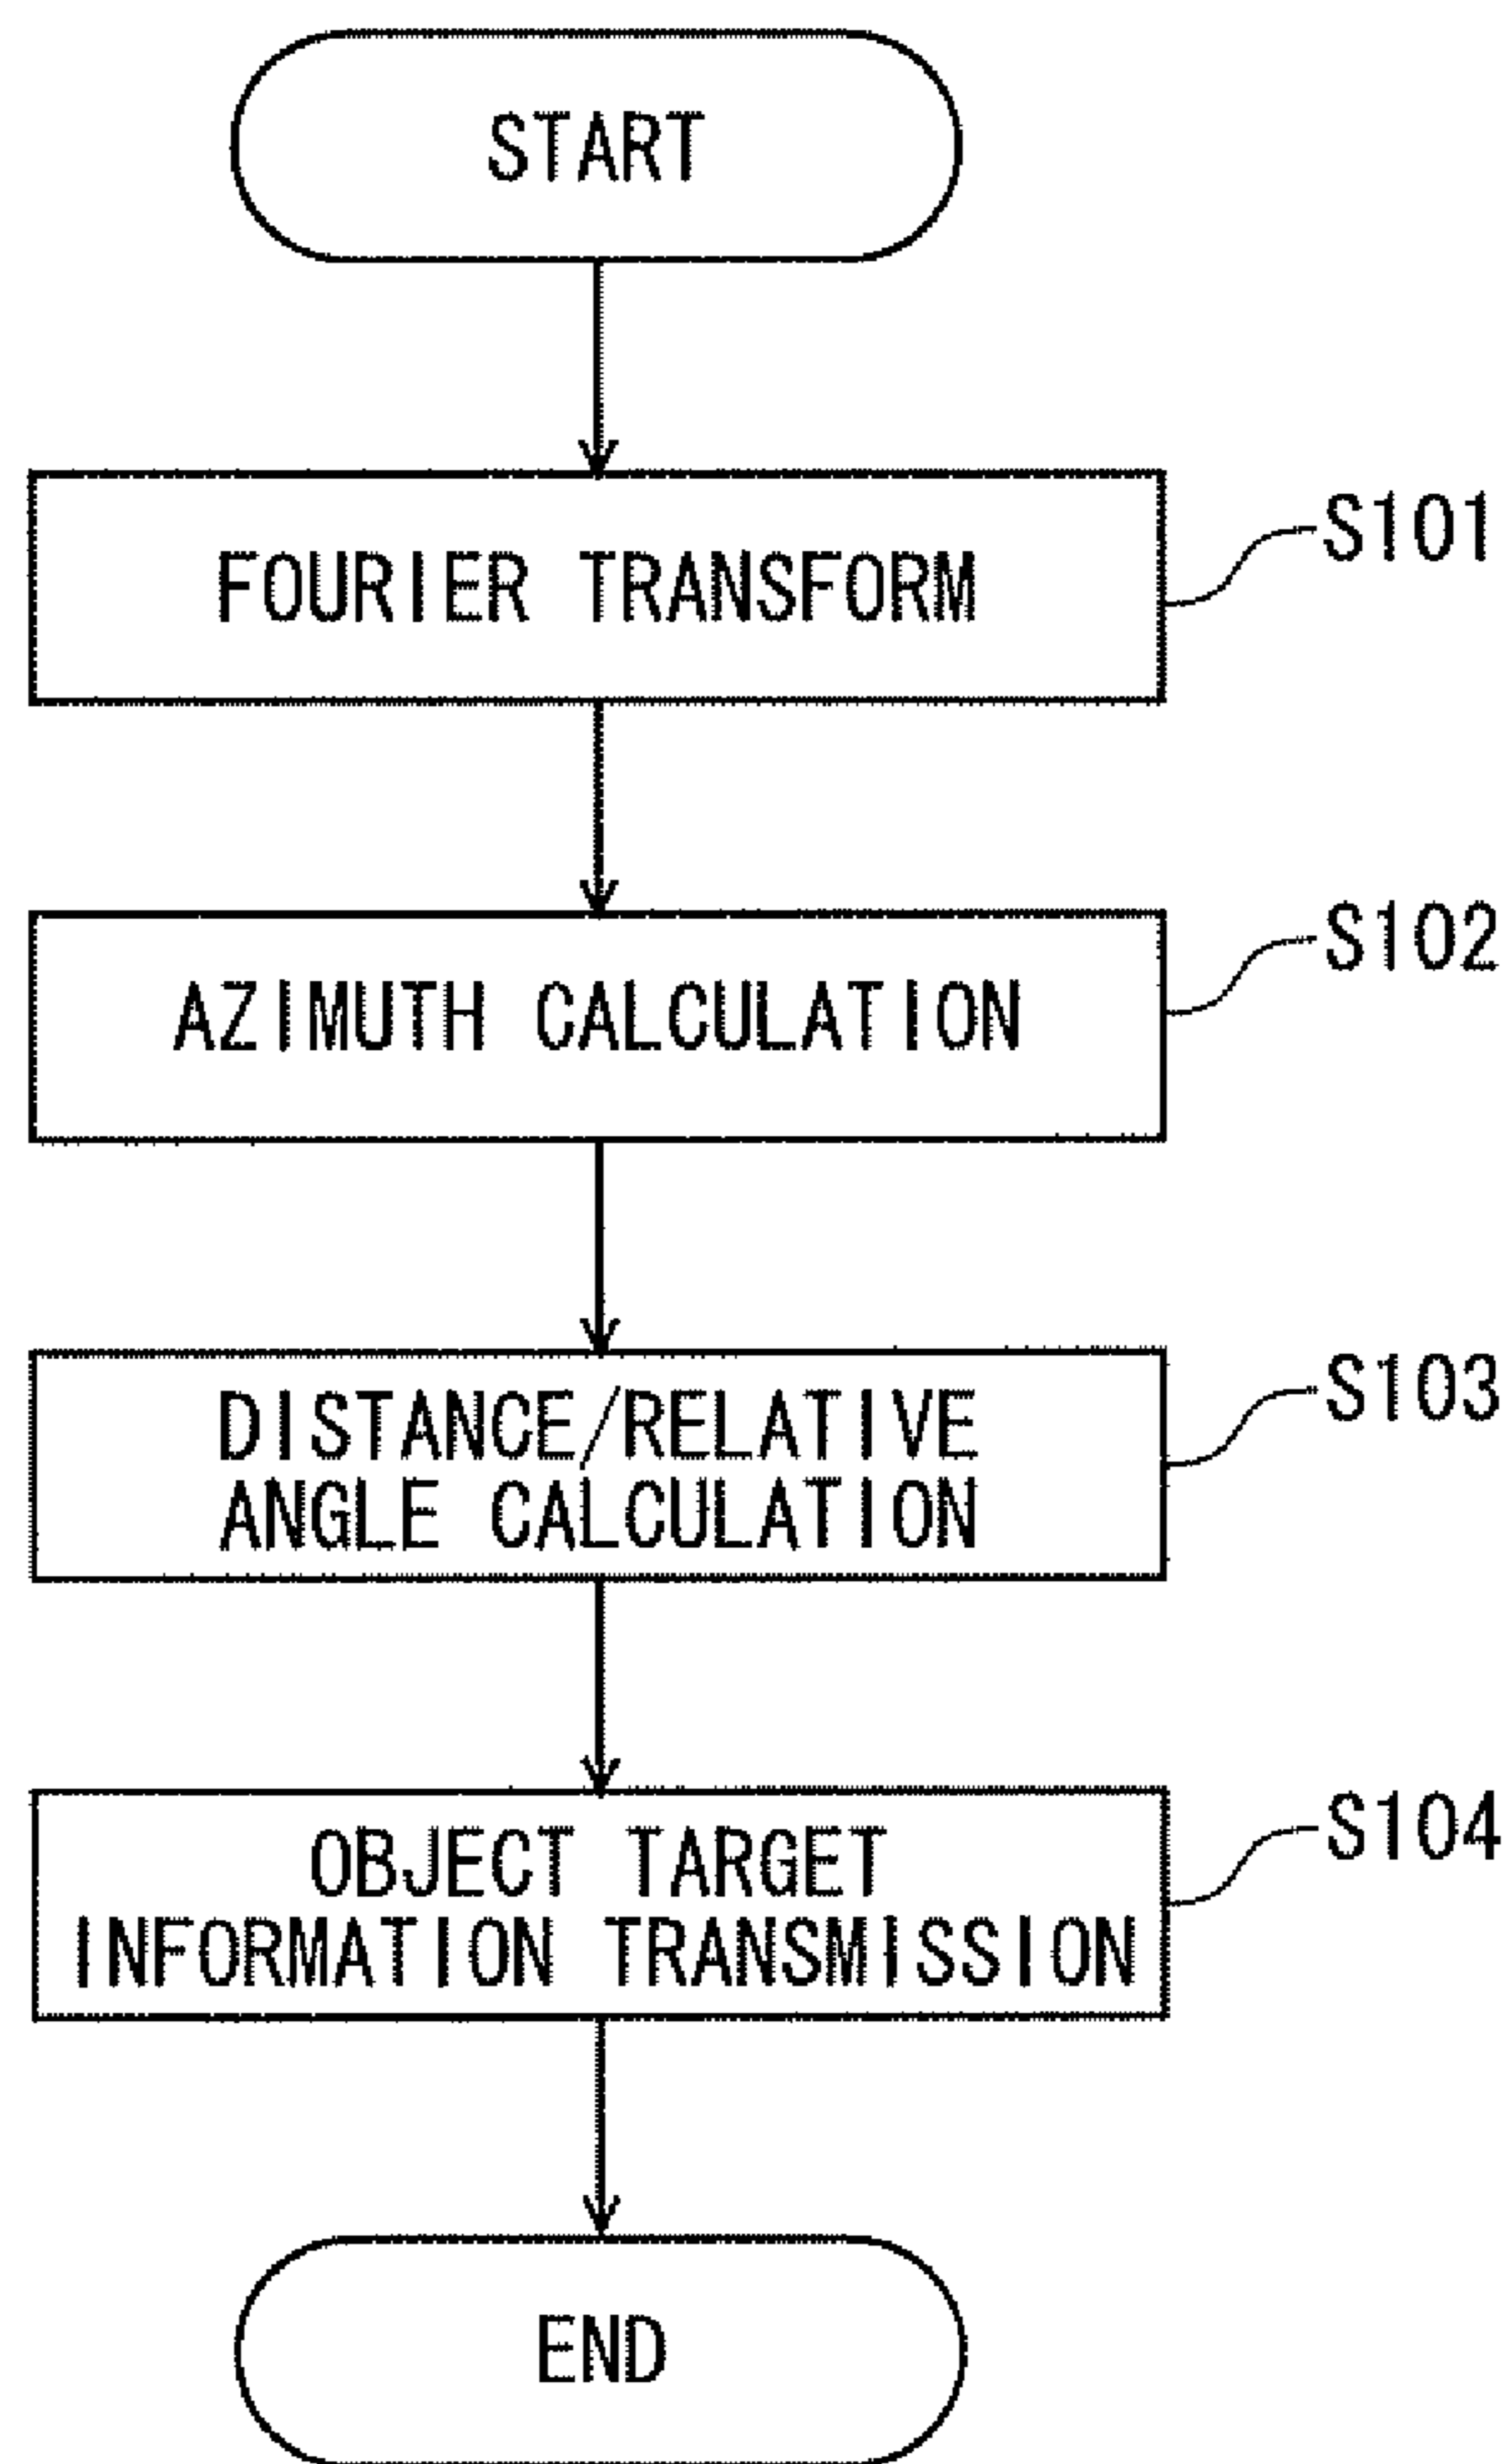 START
FOURIER TRANSFORM
S101
AZIMUTH CALCULATION
S102
DISTANCE/RELATIVE
ANGLE CALCULATION
S103
OBJECT TARGET
INFORMATION TRANSMISSION
S104
END